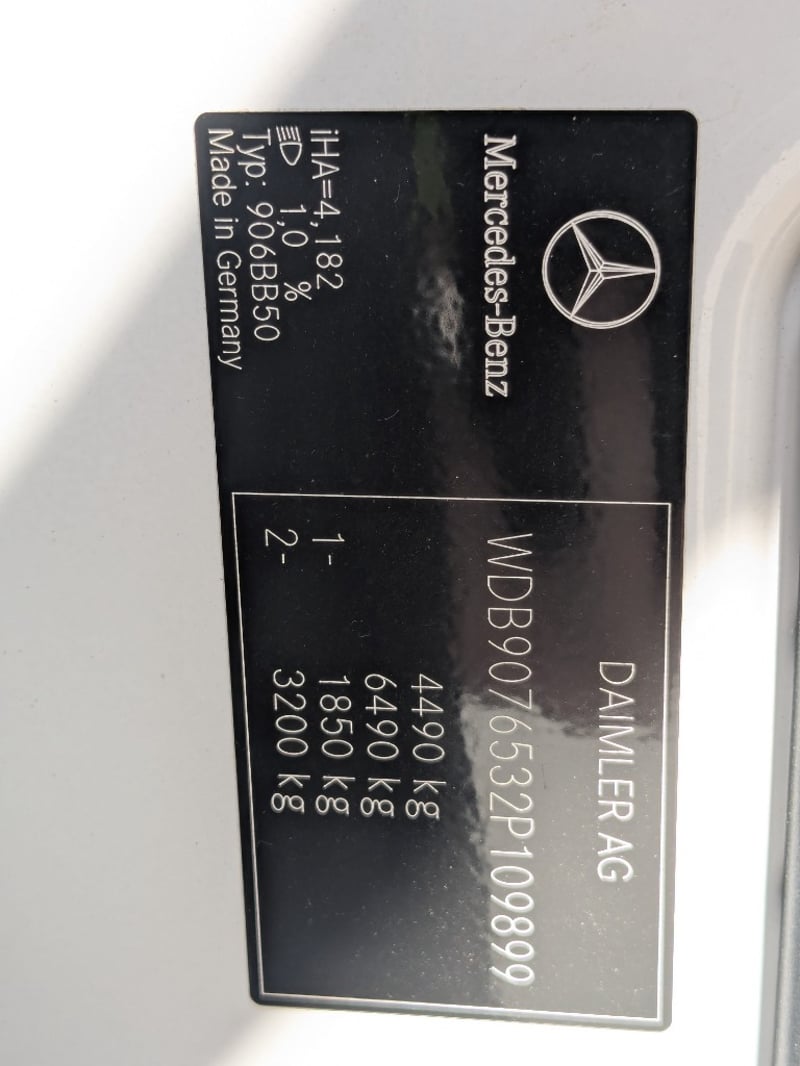 Mercedes-Benz
iHA=4,182
1,0 %
Typ: 906BB50
Made in Germany
DAIMLER AG
WDB9076532P109899
4490 kg
6490 kg
1- 1850 kg
2- 3200 kg